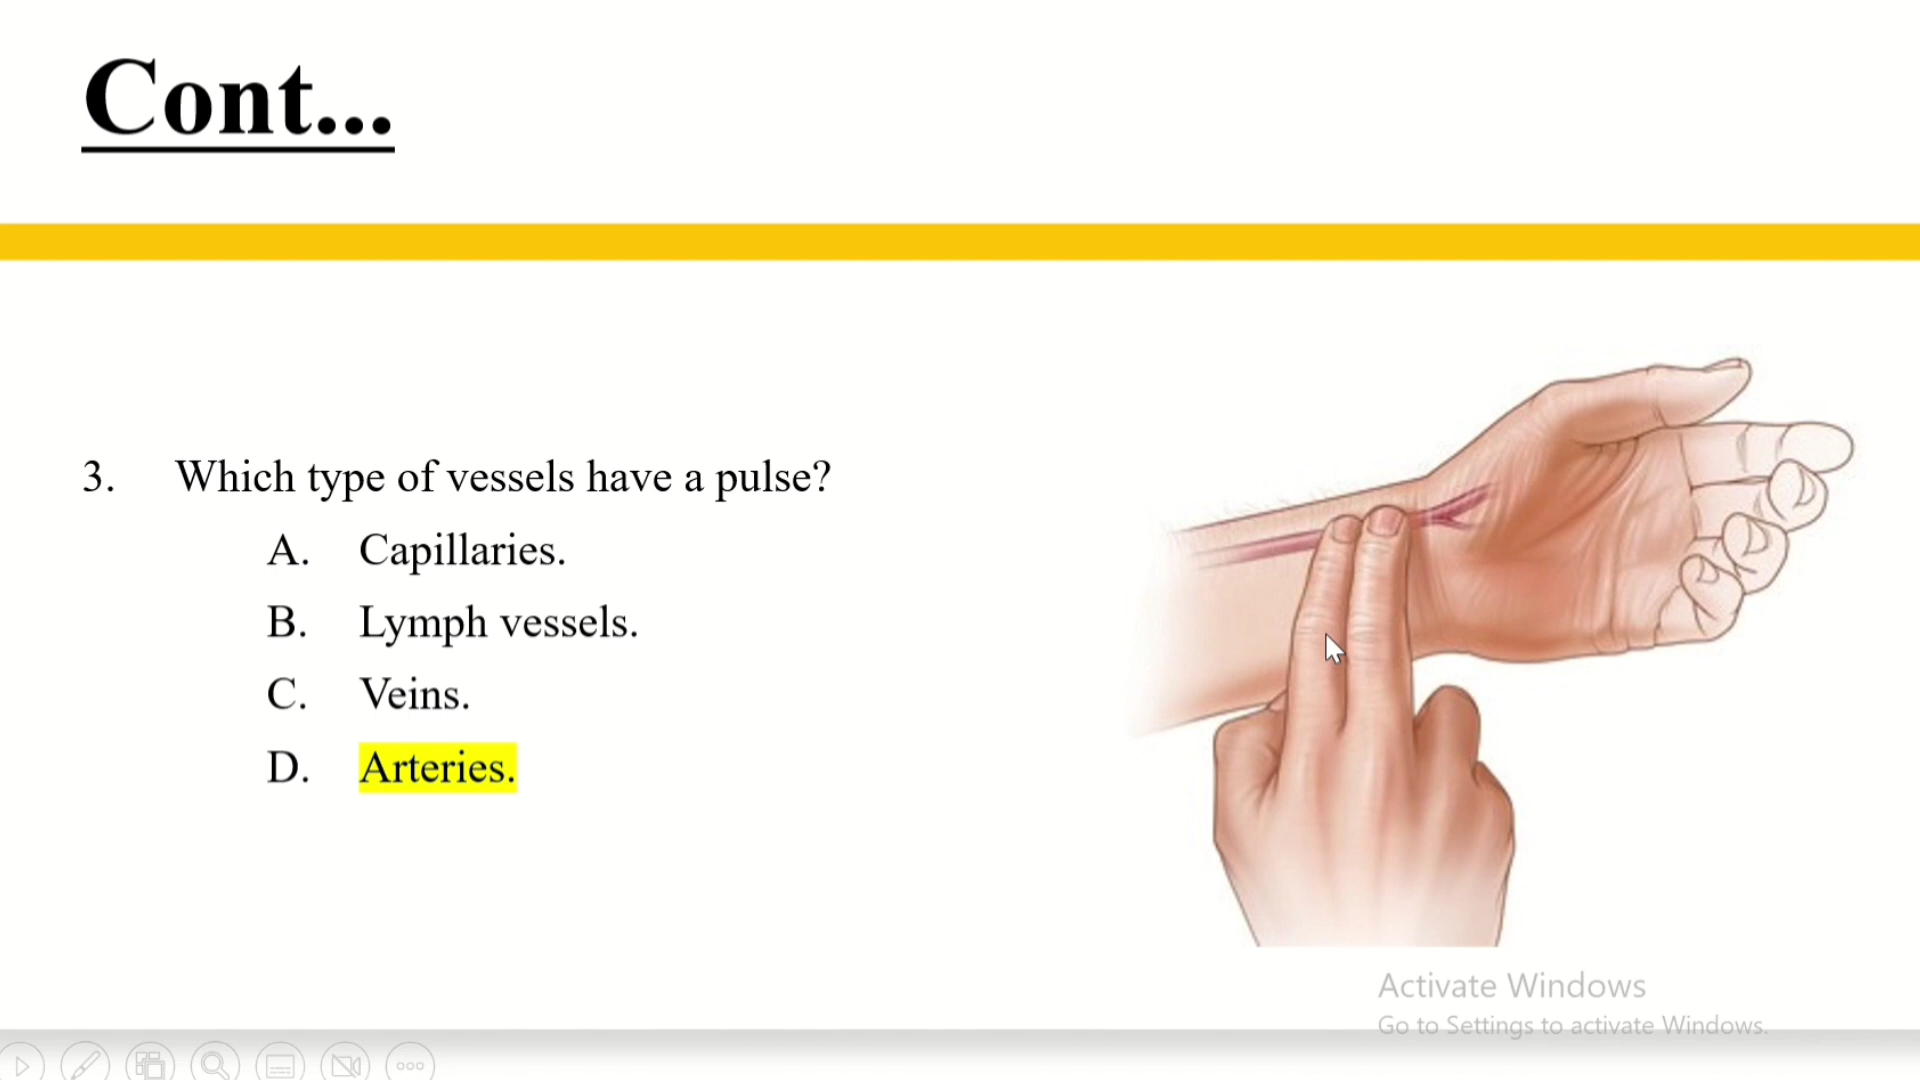 Cont...
3. Which type of vessels have a pulse?
A. Capillaries.
B. Lymph vessels.
C. Veins.
D. Arteries.
Activate Windows
Go to Settings to activate Windows.